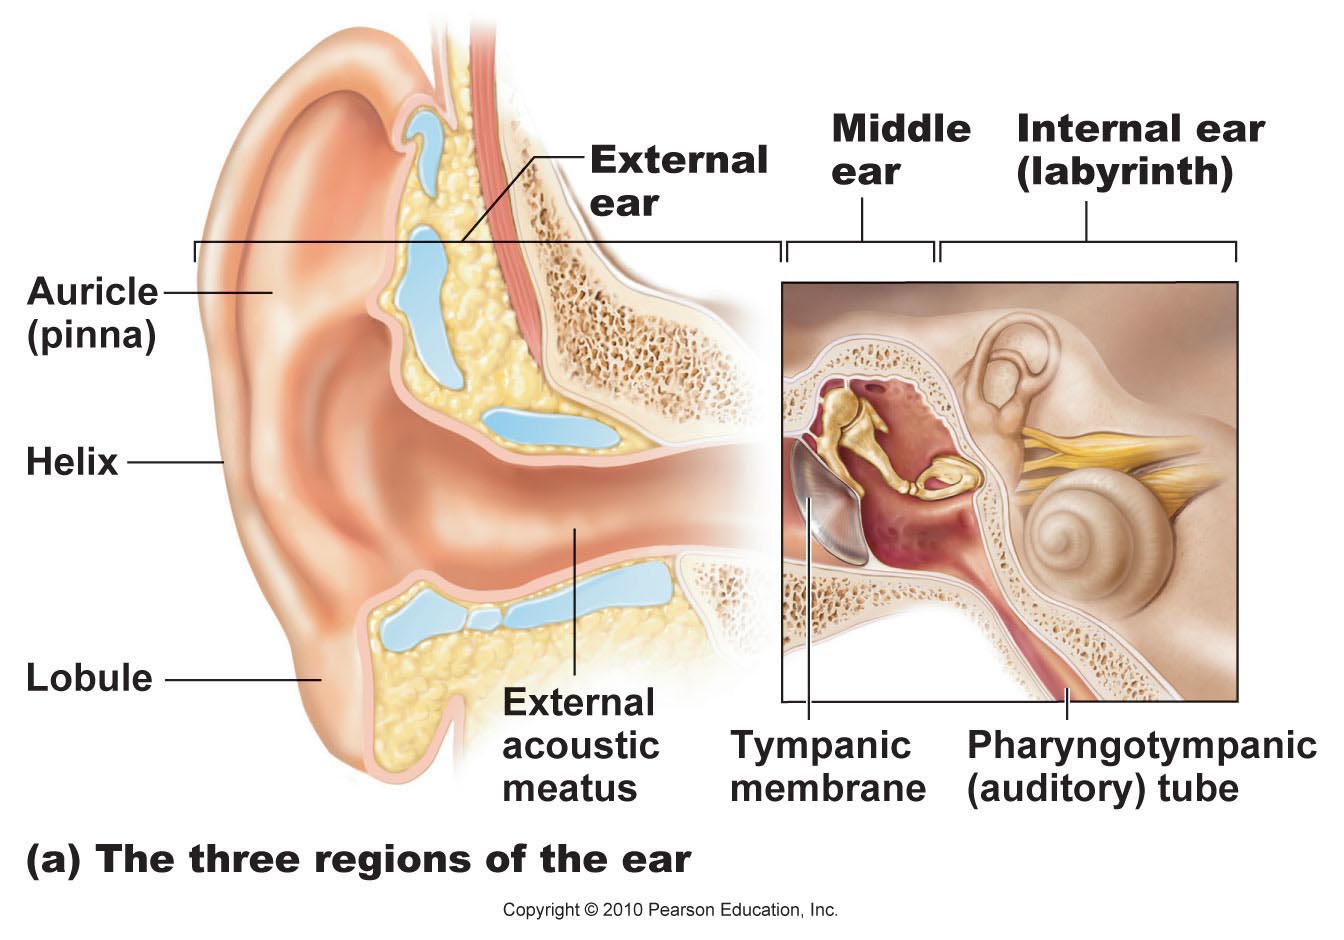 Middle
ear
Internal ear
(labyrinth)
External
ear
Auricle
(pinna)
Helix
Lobule
External
acoustic
meatus
Tympanic
membrane
Pharyngotympanic
(auditory) tube
(a) The three regions of the ear
Copyright © 2010 Pearson Education, Inc.